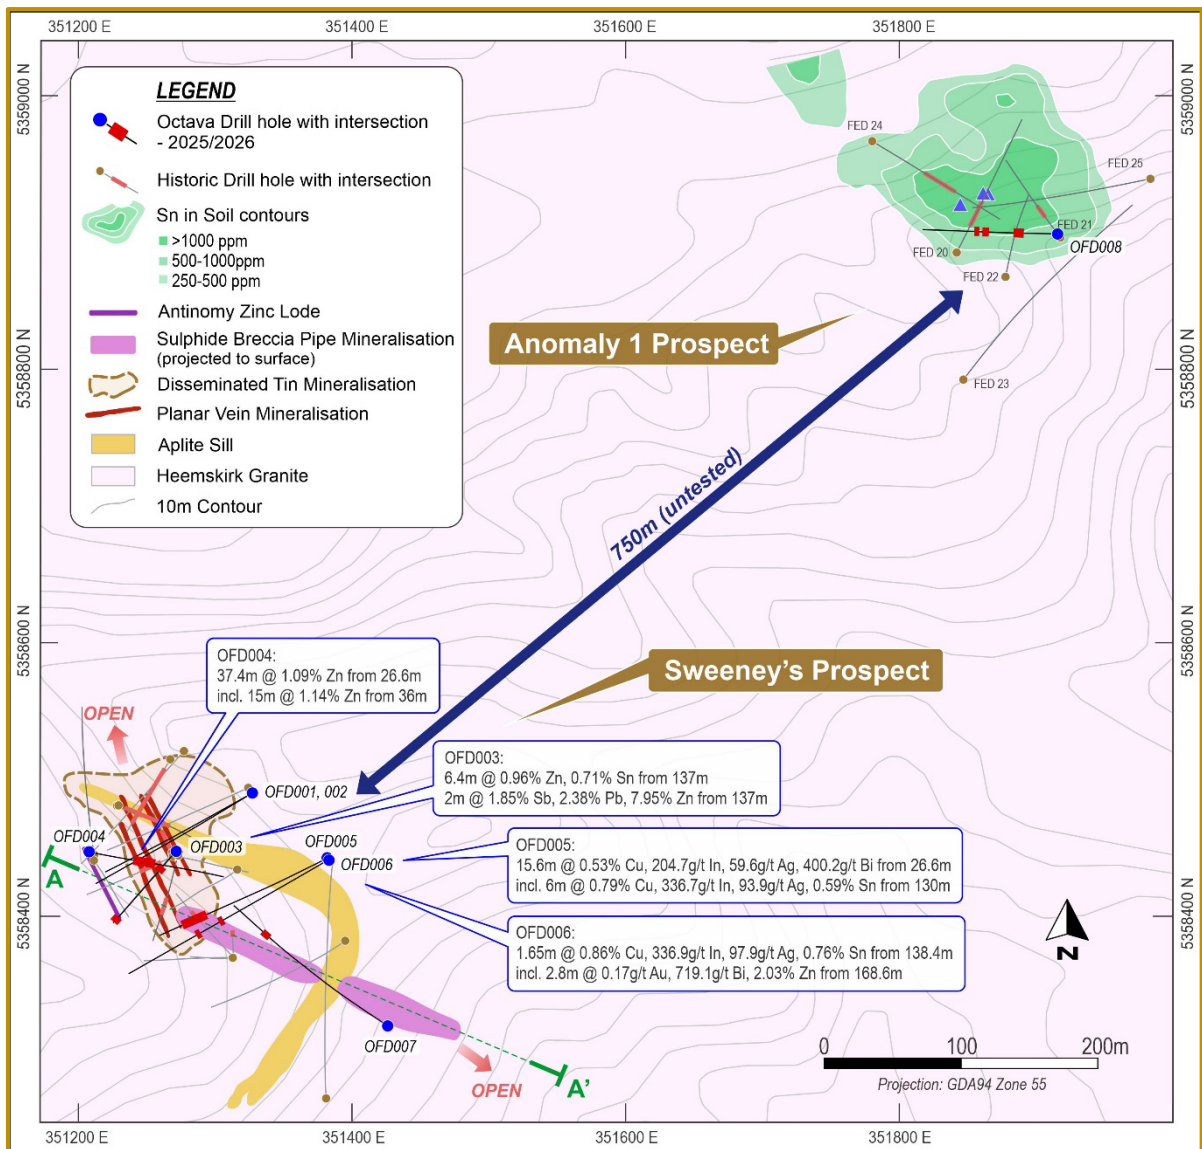 351200 E
351400 E
351600 E
351800 E
5359000 N
5358800 N
5358600 N
5358400 N
5359000 N
5358800 N
5358600 N
5358400 N
LEGEND
Octava Drill hole with intersection
- 2025/2026
Historic Drill hole with intersection
Sn in Soil contours
>1000 ppm
500-1000ppm
250-500 ppm
Antinomy Zinc Lode
Sulphide Breccia Pipe Mineralisation
(projected to surface)
Disseminated Tin Mineralisation
Planar Vein Mineralisation
Aplite Sill
Heemskirk Granite
10m Contour
FED 24
FED 25
FED 21
OFD008
FED 20
FED 22
FED 23
Anomaly 1 Prospect
750m (untested)
Sweeney's Prospect
OFD004:
37.4m @ 1.09% Zn from 26.6m
incl. 15m @ 1.14% Zn from 36m
OPEN
OFD003:
6.4m @ 0.96% Zn, 0.71% Sn from 137m
2m @ 1.85% Sb, 2.38% Pb, 7.95% Zn from 137m
OFD001, 002
OFD004
OFD003
OFD005
OFD006
OFD005:
15.6m @ 0.53% Cu, 204.7g/t In, 59.6g/t Ag, 400.2g/t Bi from 26.6m
incl. 6m @ 0.79% Cu, 336.7g/t In, 93.9g/t Ag, 0.59% Sn from 130m
A
OFD006:
1.65m @ 0.86% Cu, 336.9g/t In, 97.9g/t Ag, 0.76% Sn from 138.4m
incl. 2.8m @ 0.17g/t Au, 719.1g/t Bi, 2.03% Zn from 168.6m
N
OFD007
OPEN
A'
0
100
200m
Projection: GDA94 Zone 55
351200 E
351400 E
351600 E
351800 E